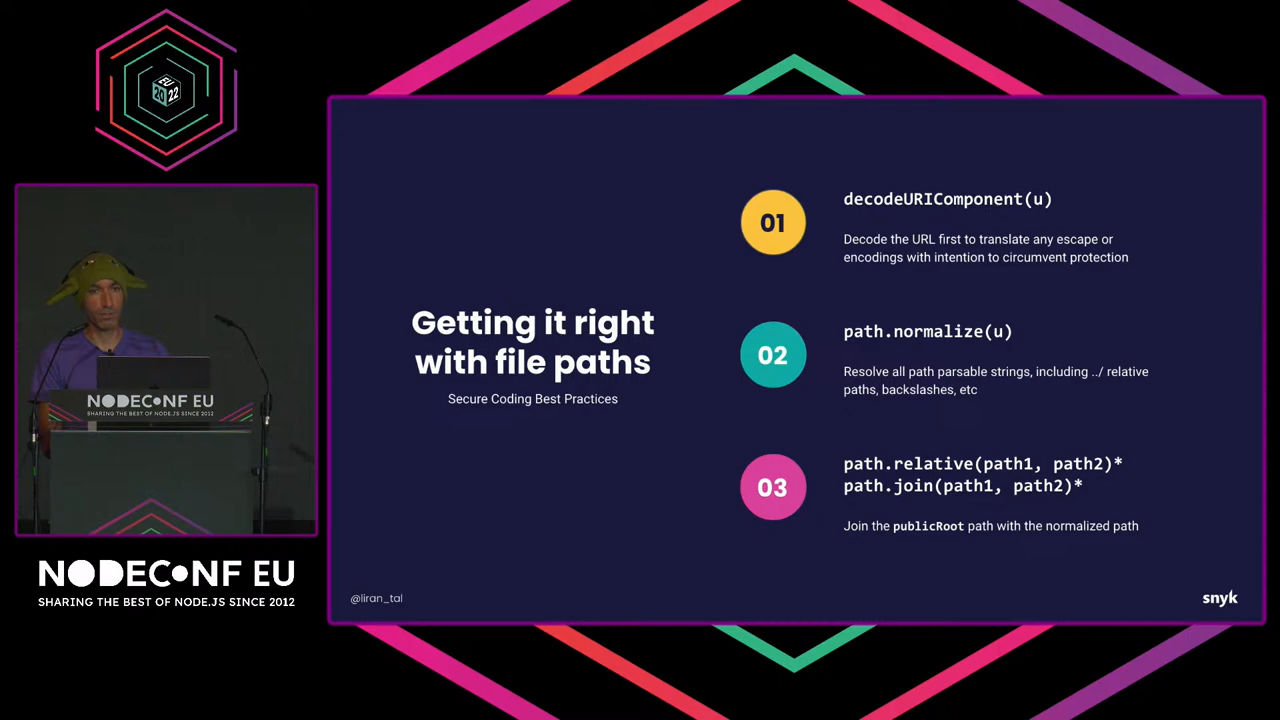 EU
20
22
NODECONF EU
SHARING THE BEST OF NODE.JS SINCE 2012
NODECONF EU
SHARING THE BEST OF NODE.JS SINCE 2012
Getting it right
with file paths
Secure Coding Best Practices
01
decodeURIComponent(u)
Decode the URL first to translate any escape or
encodings with intention to circumvent protection
02
path.normalize(u)
Resolve all path parsable strings, including ../ relative
paths, backslashes, etc
03
path.relative(path1, path2)*
path.join(path1, path2)*
Join the publicRoot path with the normalized path
@liran_tal
snyk